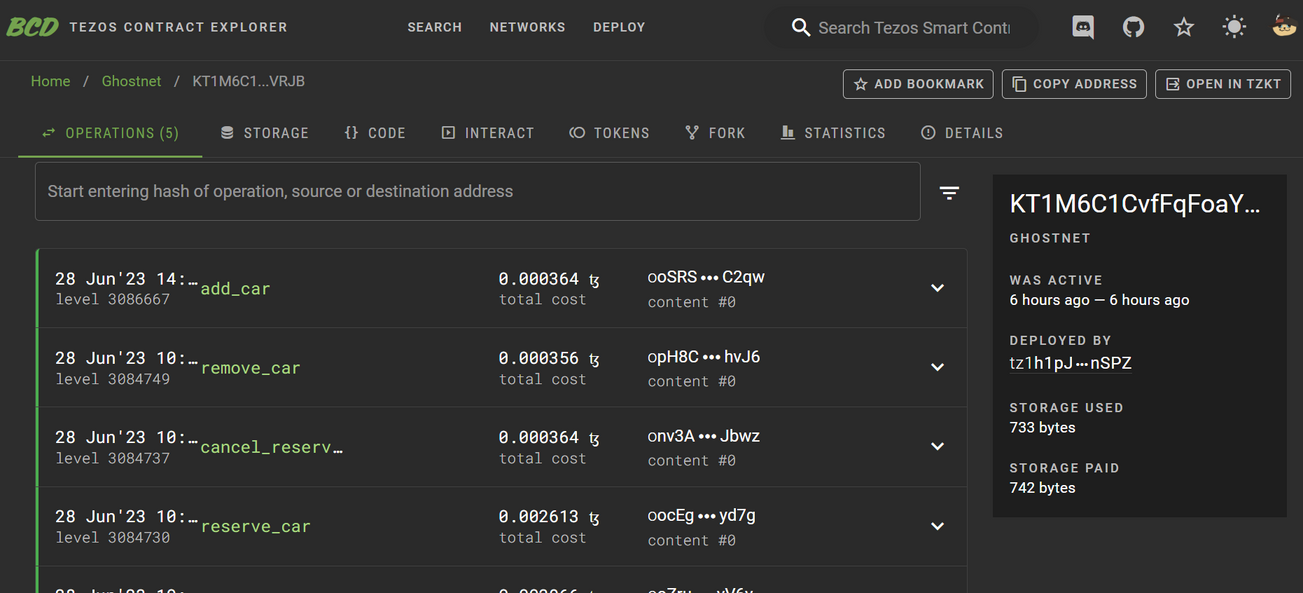 BCD TEZOS CONTRACT EXPLORER SEARCH NETWORKS DEPLOY Search Tezos Smart Contr
Home / Ghostnet / KT1M6C1...VRJB ADD BOOKMARK COPY ADDRESS OPEN IN TZKT
OPERATIONS (5) STORAGE {} CODE INTERACT TOKENS FORK STATISTICS DETAILS
Start entering hash of operation, source or destination address
28 Jun'23 14:… add_car 0.000364 ꜩ ooSRS•••C2qw
level 3086667 total cost content #0
28 Jun'23 10:… remove_car 0.000356 ꜩ opH8C•••hvJ6
level 3084749 total cost content #0
28 Jun'23 10:… cancel_reserv… 0.000364 ꜩ onv3A•••Jbwz
level 3084737 total cost content #0
28 Jun'23 10:… reserve_car 0.002613 ꜩ oocEg•••yd7g
level 3084730 total cost content #0
KT1M6C1CvfFqFoaY...
GHOSTNET
WAS ACTIVE
6 hours ago — 6 hours ago
DEPLOYED BY
tz1h1pJ•••nSPZ
STORAGE USED
733 bytes
STORAGE PAID
742 bytes